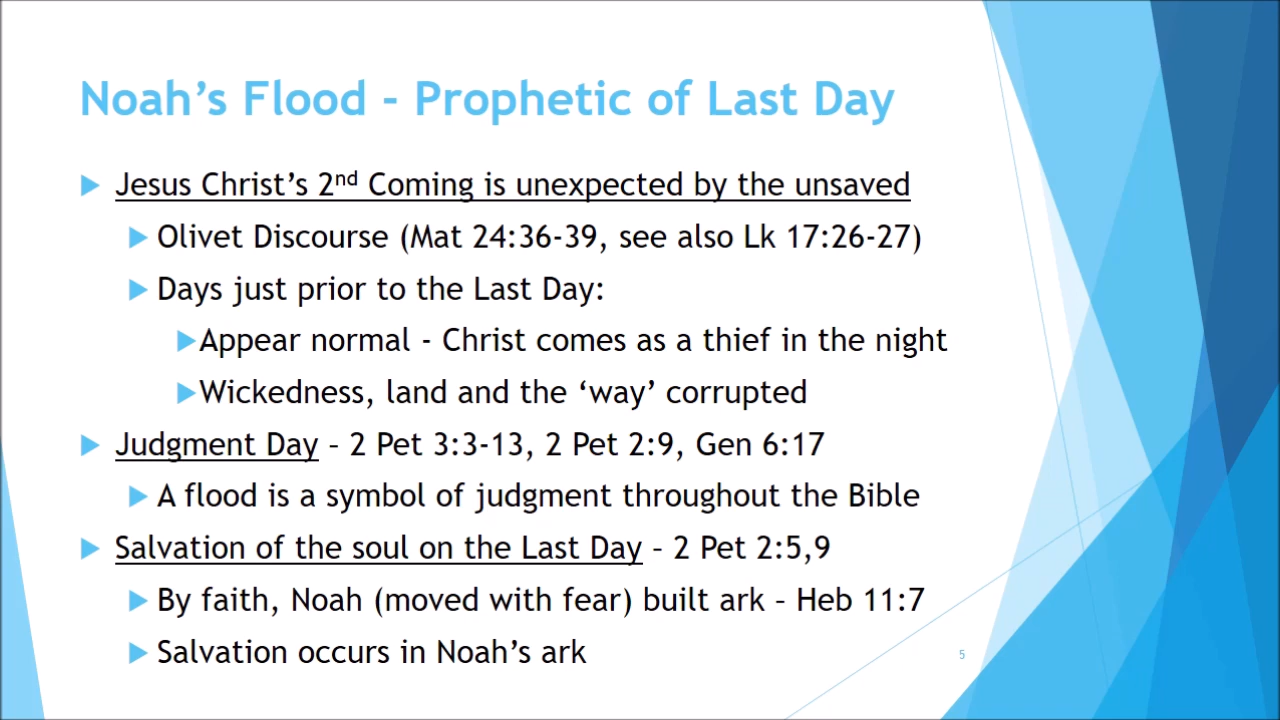 Noah’s Flood - Prophetic of Last Day
Jesus Christ’s 2nd Coming is unexpected by the unsaved
Olivet Discourse (Mat 24:36-39, see also Lk 17:26-27)
Days just prior to the Last Day:
Appear normal - Christ comes as a thief in the night
Wickedness, land and the ‘way’ corrupted
Judgment Day – 2 Pet 3:3-13, 2 Pet 2:9, Gen 6:17
A flood is a symbol of judgment throughout the Bible
Salvation of the soul on the Last Day – 2 Pet 2:5,9
By faith, Noah (moved with fear) built ark – Heb 11:7
Salvation occurs in Noah’s ark
5